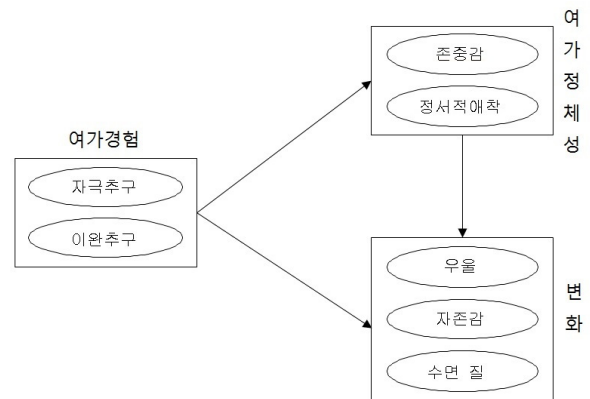 여가경험
자극추구
이완추구
존중감
정서적애착
여가정체성
우울
자존감
수면 질
변화